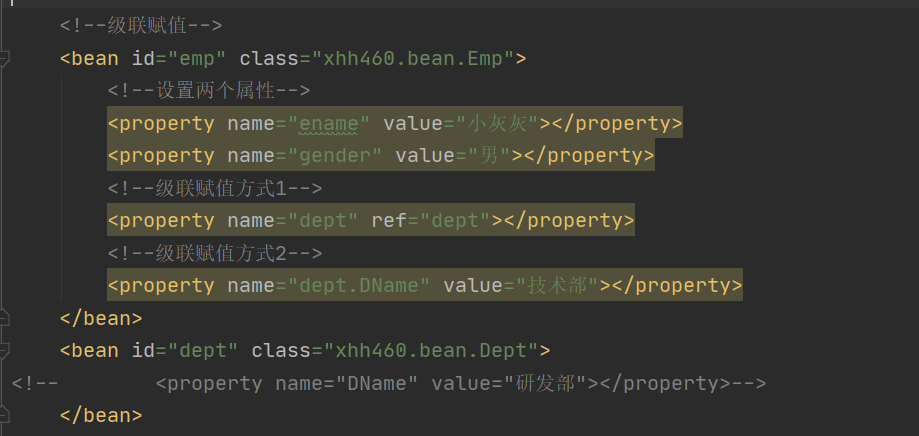 <!--级联赋值-->
<bean id="emp" class="xhh460.bean.Emp">
<!--设置两个属性-->
<property name="ename" value="小灰灰"></property>
<property name="gender" value="男"></property>
<!--级联赋值方式1-->
<property name="dept" ref="dept"></property>
<!--级联赋值方式2-->
<property name="dept.DName" value="技术部"></property>
</bean>
<bean id="dept" class="xhh460.bean.Dept">
<!--        <property name="DName" value="研发部"></property>-->
</bean>